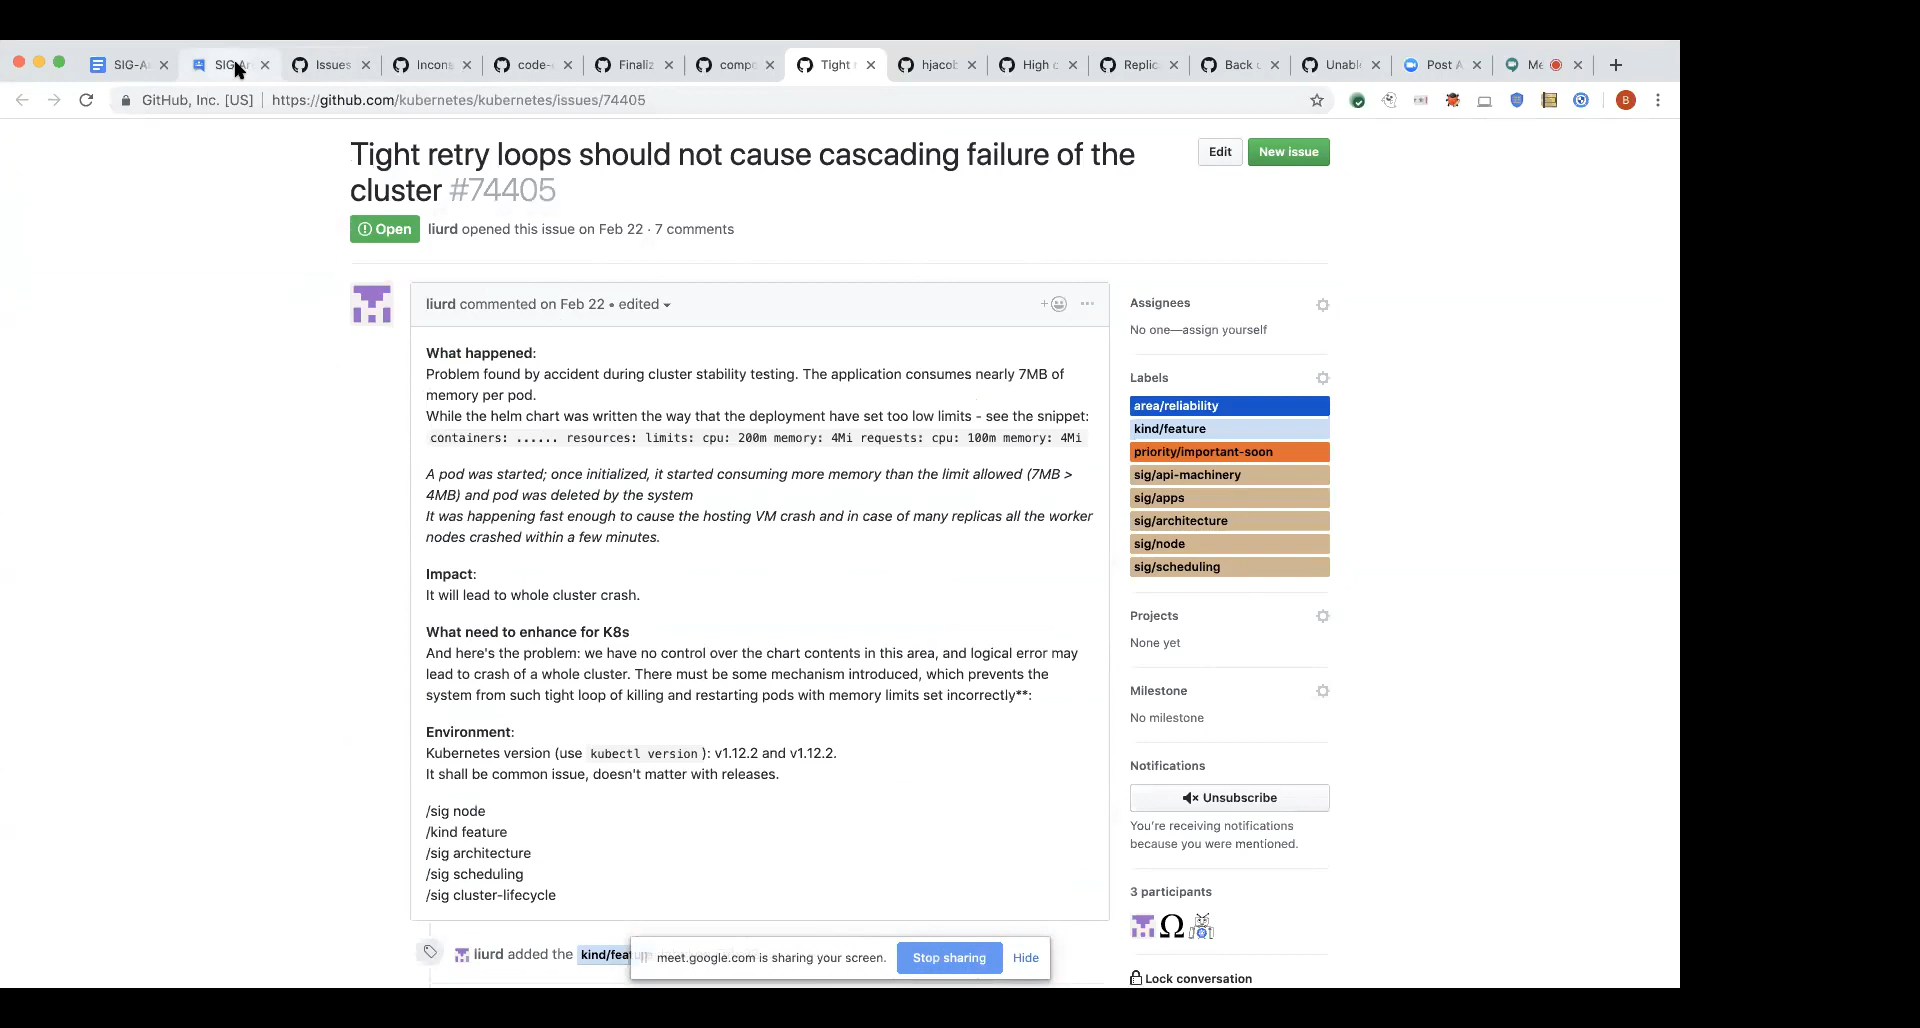 SIG-A
SIG-Ar
Issues
Incons
code-
Finaliz
compo
Tight r
hjacob
High c
Replic
Back u
Unable
Post A
Me
GitHub, Inc. [US]
https://github.com/kubernetes/kubernetes/issues/74405
B
Tight retry loops should not cause cascading failure of the
cluster #74405
Edit
New issue
Open
liurd opened this issue on Feb 22 · 7 comments
liurd commented on Feb 22 • edited
What happened:
Problem found by accident during cluster stability testing. The application consumes nearly 7MB of
memory per pod.
While the helm chart was written the way that the deployment have set too low limits - see the snippet:
containers: ...... resources: limits: cpu: 200m memory: 4Mi requests: cpu: 100m memory: 4Mi
A pod was started; once initialized, it started consuming more memory than the limit allowed (7MB >
4MB) and pod was deleted by the system
It was happening fast enough to cause the hosting VM crash and in case of many replicas all the worker
nodes crashed within a few minutes.
Impact:
It will lead to whole cluster crash.
What need to enhance for K8s
And here's the problem: we have no control over the chart contents in this area, and logical error may
lead to crash of a whole cluster. There must be some mechanism introduced, which prevents the
system from such tight loop of killing and restarting pods with memory limits set incorrectly**:
Environment:
Kubernetes version (use kubectl version): v1.12.2 and v1.12.2.
It shall be common issue, doesn't matter with releases.
/sig node
/kind feature
/sig architecture
/sig scheduling
/sig cluster-lifecycle
liurd added the kind/feat
Assignees
No one—assign yourself
Labels
area/reliability
kind/feature
priority/important-soon
sig/api-machinery
sig/apps
sig/architecture
sig/node
sig/scheduling
Projects
None yet
Milestone
No milestone
Notifications
Unsubscribe
You're receiving notifications
because you were mentioned.
3 participants
Lock conversation
meet.google.com is sharing your screen.
Stop sharing
Hide